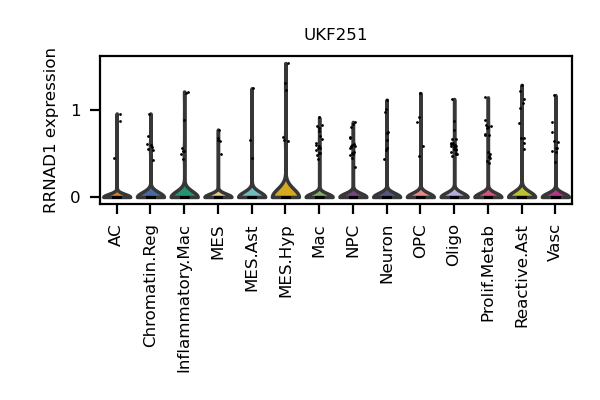 UKF251
RRNAD1 expression
1
0
AC
Chromatin.Reg
Inflammatory.Mac
MES
MES.Ast
MES.Hyp
Mac
NPC
Neuron
OPC
Oligo
Prolif.Metab
Reactive.Ast
Vasc